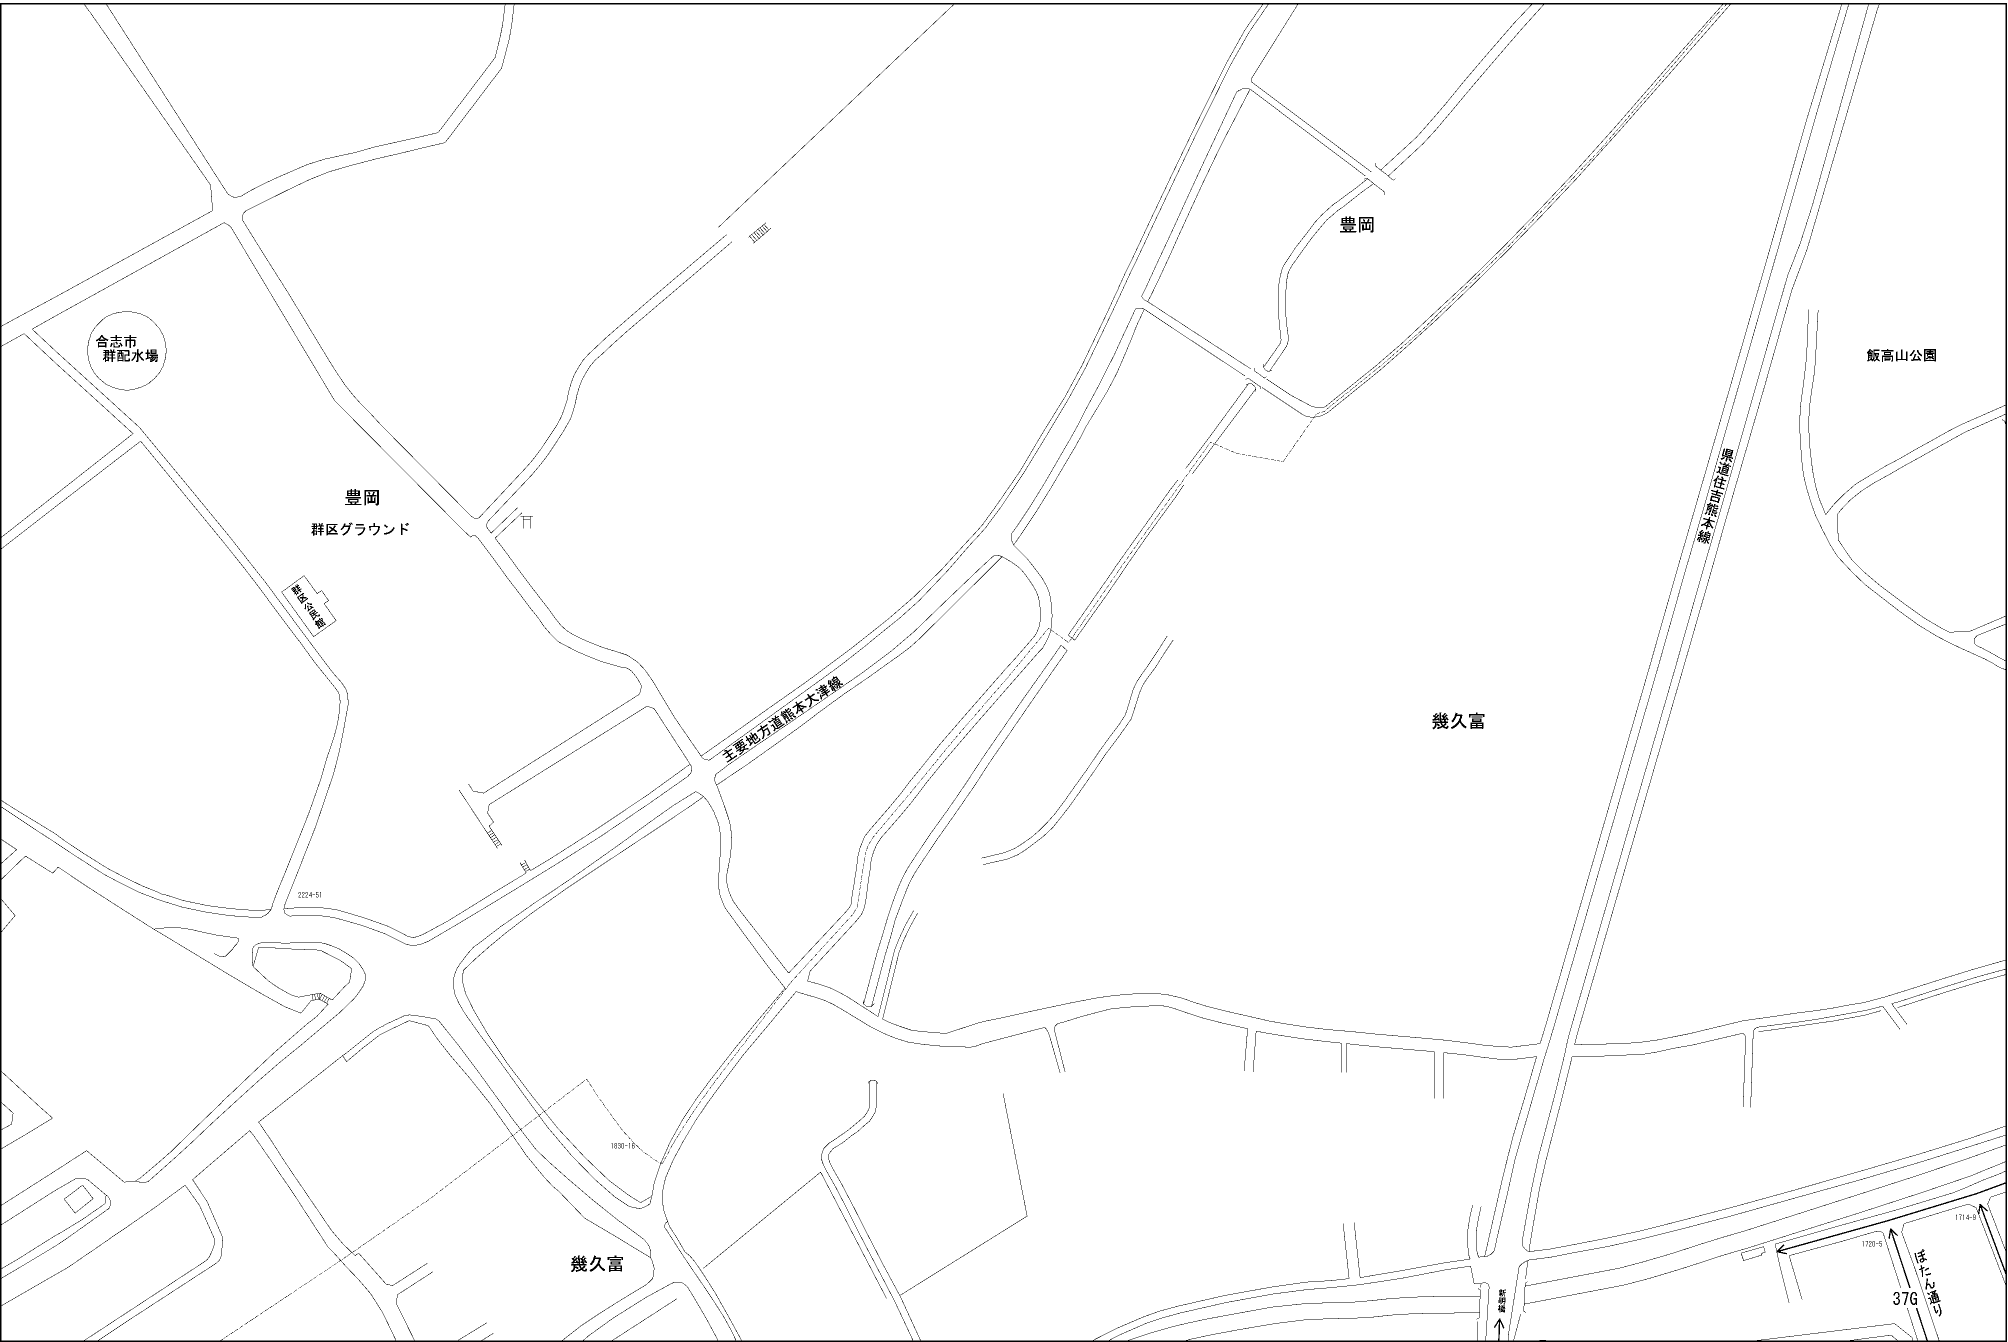 豊岡
合志市
群配水場
飯高山公園
県道住吉熊本線
豊岡
群区グラウンド
群区公民館
主要地方道熊本大津線
幾久富
2224-51
1830-16
幾久富
1714-9
1720-5
ぼたん通り
37G